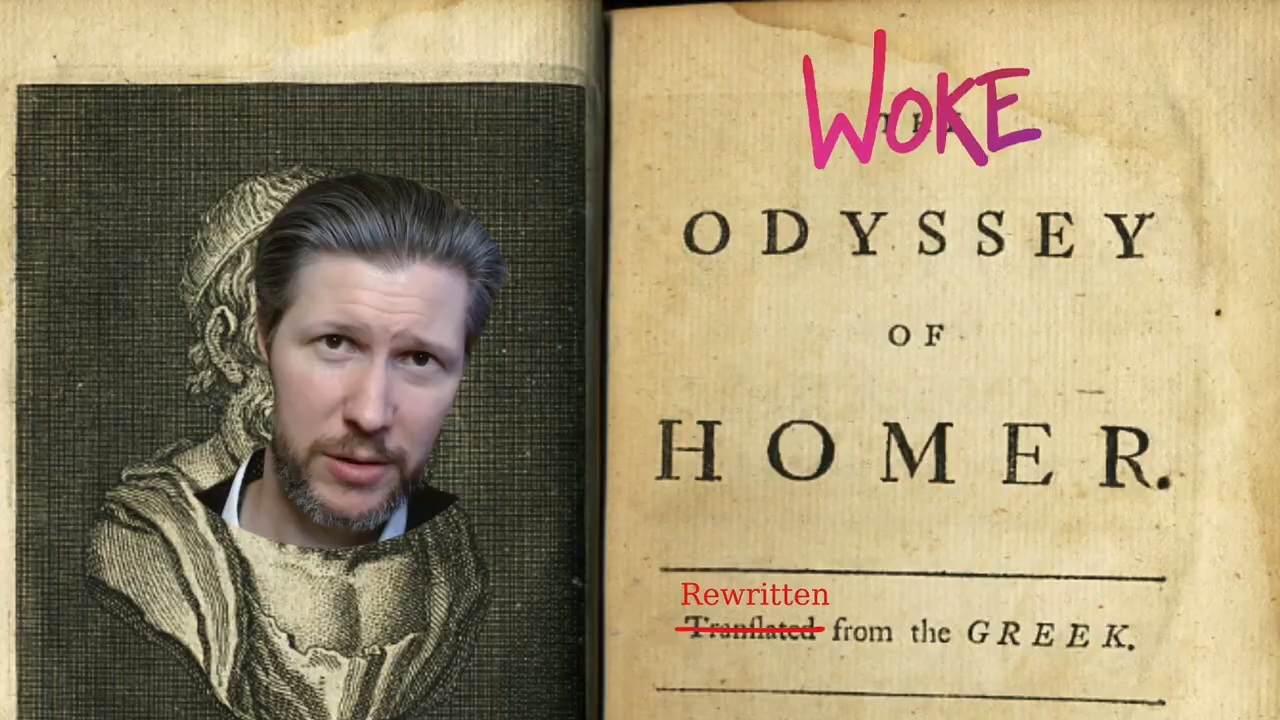 WOKE
ODYSSEY
OF
HOMER.
Rewritten
Tranſlated from the GREEK.